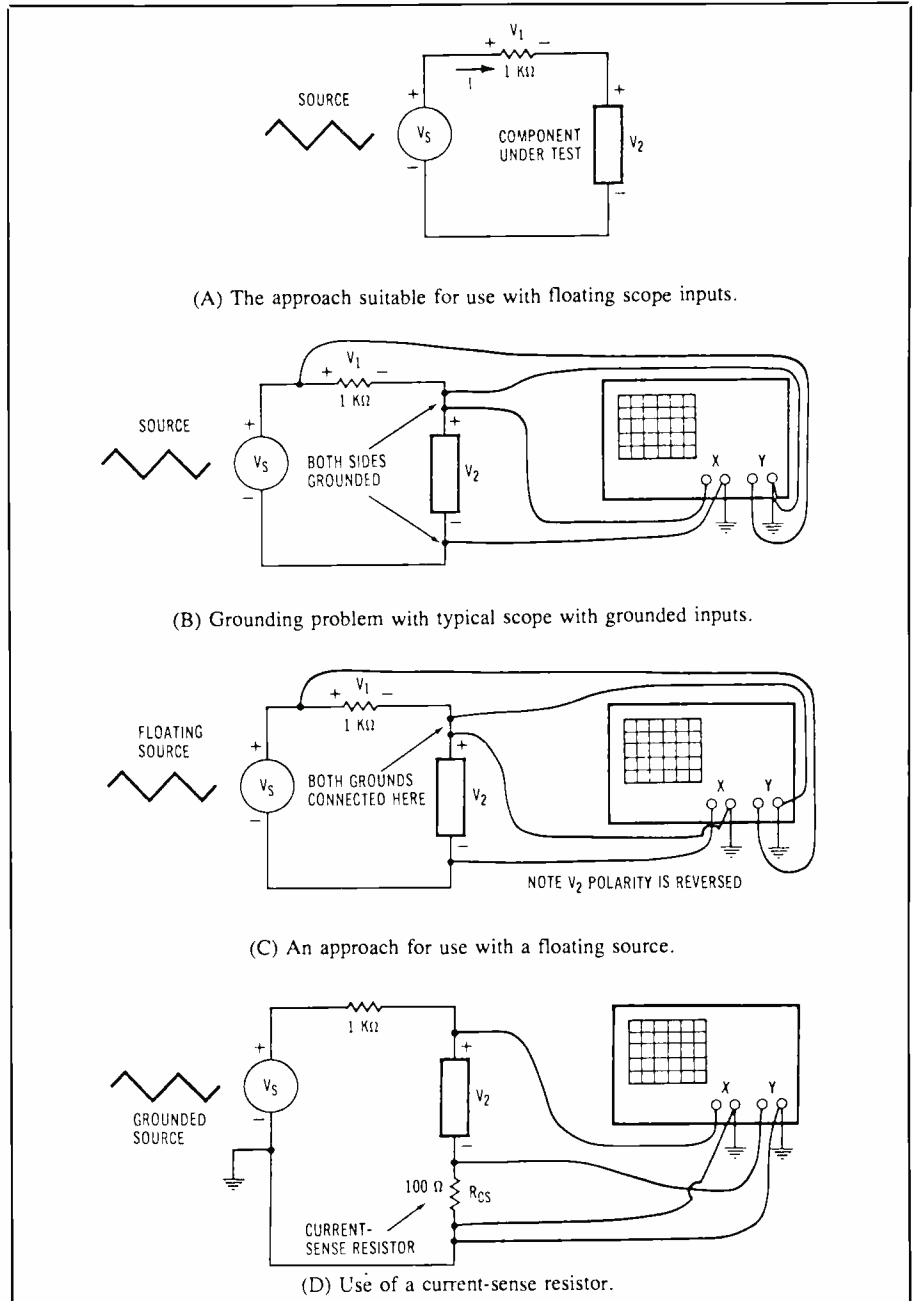 V1
+ -
1 KΩ
I
SOURCE
+
VS
-
COMPONENT
UNDER TEST
+
V2
-
(A) The approach suitable for use with floating scope inputs.
V1
+ -
1 KΩ
SOURCE
+
VS
-
BOTH SIDES
GROUNDED
+
V2
-
X Y
(B) Grounding problem with typical scope with grounded inputs.
V1
+ -
1 KΩ
FLOATING
SOURCE
+
VS
-
BOTH GROUNDS
CONNECTED HERE
+
V2
-
X Y
NOTE V2 POLARITY IS REVERSED
(C) An approach for use with a floating source.
1 KΩ
+
VS
-
GROUNDED
SOURCE
+
V2
-
100 Ω RCS
CURRENT-
SENSE RESISTOR
X Y
(D) Use of a current-sense resistor.